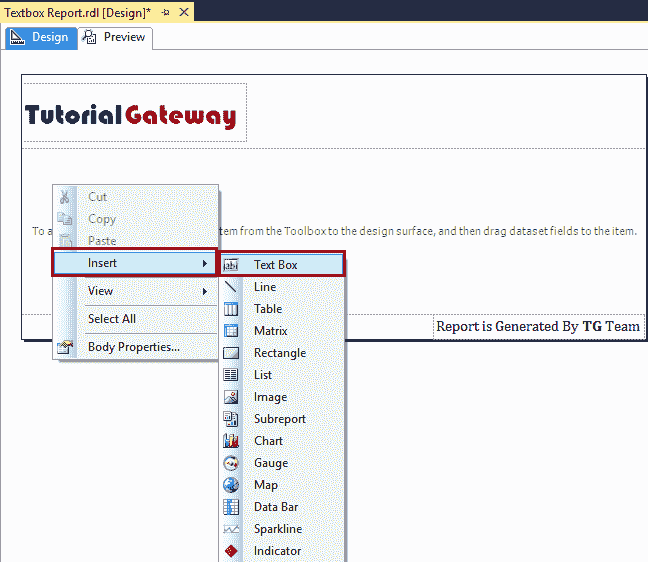 Textbox Report.rdl [Design]*
Design Preview
TutorialGateway
Cut
Copy
To a
tem from the Toolbox to the design surface, and then drag dataset fields to the item.
Paste
Insert
View
Select All
Body Properties...
Text Box
Line
Table
Matrix
Rectangle
List
Image
Subreport
Chart
Gauge
Map
Data Bar
Sparkline
Indicator
Report is Generated By TG Team